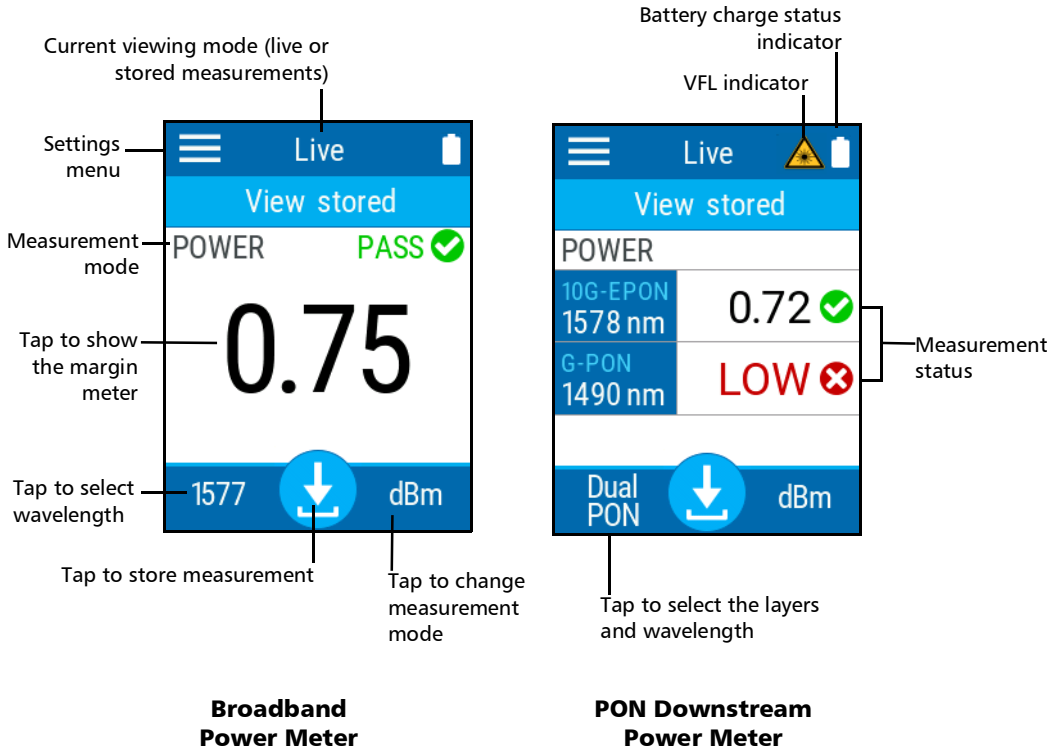 Battery charge status
indicator
Current viewing mode (live or
stored measurements)
VFL indicator
Settings
menu
Live
View stored
Measurement
mode
POWER
PASS
Tap to show
the margin
meter
0.75
Tap to select
wavelength
1577
dBm
Tap to store measurement
Tap to change
measurement
mode
Broadband
Power Meter
Live
View stored
POWER
10G-EPON
1578 nm
0.72
G-PON
1490 nm
LOW
Measurement
status
Dual
PON
dBm
Tap to select the layers
and wavelength
PON Downstream
Power Meter